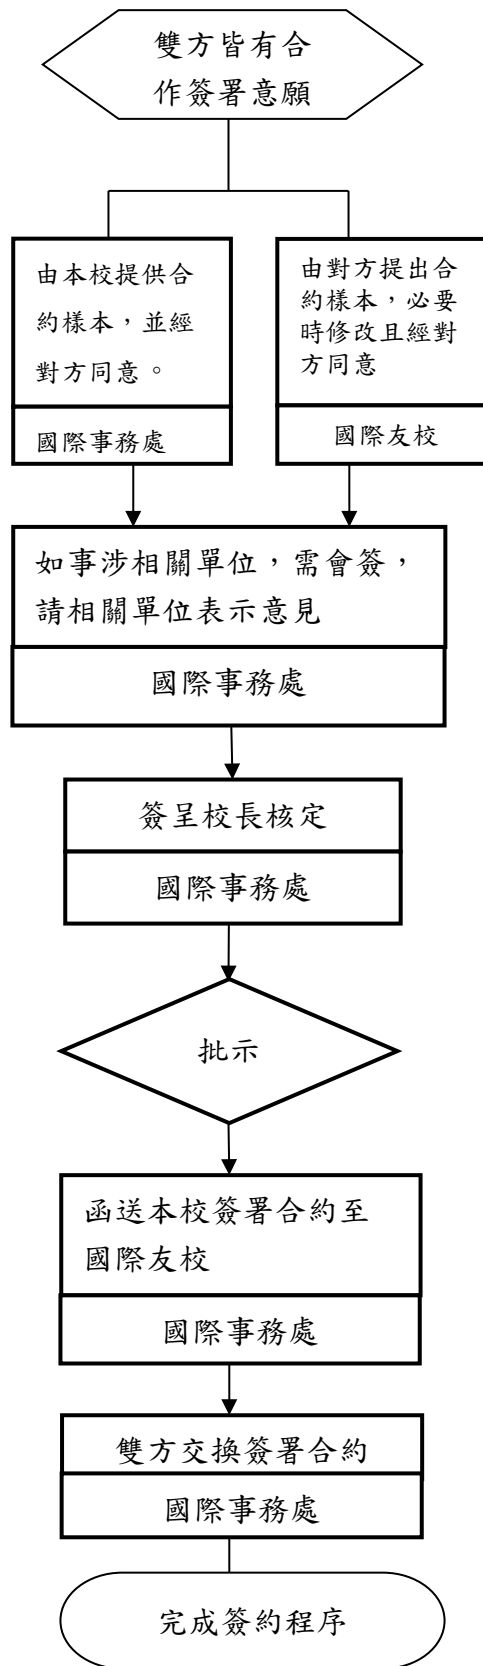 雙方皆有合
作簽署意願
由本校提供合
約樣本，並經
對方同意。
國際事務處
由對方提出合
約樣本，必要
時修改且經對
方同意
國際友校
如事涉相關單位，需會簽，
請相關單位表示意見
國際事務處
簽呈校長核定
國際事務處
批示
函送本校簽署合約至
國際友校
國際事務處
雙方交換簽署合約
國際事務處
完成簽約程序